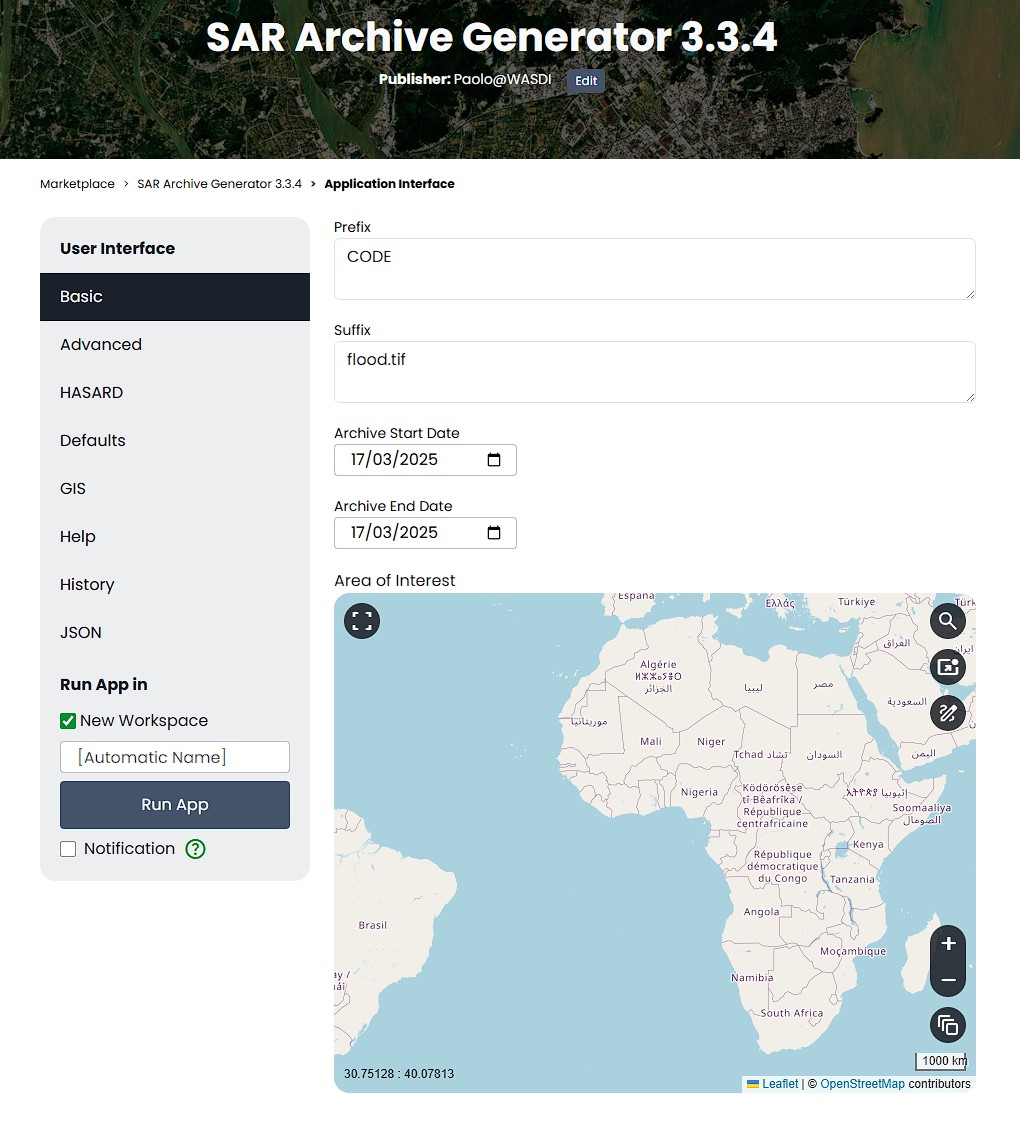 SAR Archive Generator 3.3.4
Publisher: Paolo@WASDI Edit
Marketplace > SAR Archive Generator 3.3.4 > Application Interface
User Interface
Basic
Advanced
HASARD
Defaults
GIS
Help
History
JSON
Run App in
New Workspace
[Automatic Name]
Run App
Notification ?
Prefix
CODE
Suffix
flood.tif
Archive Start Date
17/03/2025
Archive End Date
17/03/2025
Area of Interest
España
Ελλάς
Türkiye
Algérie
ⵍⵣⵣⴰⵢⴻⵔ
الجزائر
ليبيا
مصر
العراق
السعودية
موريتانيا
Mali
Niger
Tchad تشاد
السودان
اليمن
Nigeria
Ködörösêse
tî Bêafrîka /
République
centrafricaine
ኢትዮጵያ إثيوبيا
Soomaaliya
الصومال
Kenya
République
démocratique
du Congo
Tanzania
Angola
Brasil
Moçambique
Namibia
South Africa
+
−
1000 km
30.75128 : 40.07813
Leaflet | © OpenStreetMap contributors